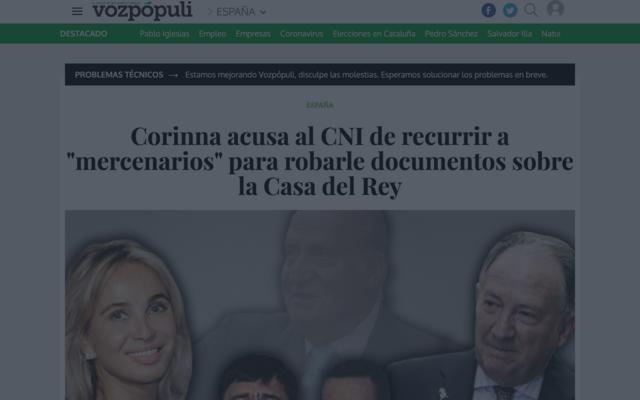 vozpópuli
ESPAÑA
DESTACADO Pablo Iglesias Empleo Empresas Coronavirus Elecciones en Cataluña Pedro Sánchez Salvador Illa Natu
PROBLEMAS TÉCNICOS → Estamos mejorando Vozpópuli, disculpe las molestias. Esperamos solucionar los problemas en breve.
ESPAÑA
Corinna acusa al CNI de recurrir a
"mercenarios" para robarle documentos sobre
la Casa del Rey